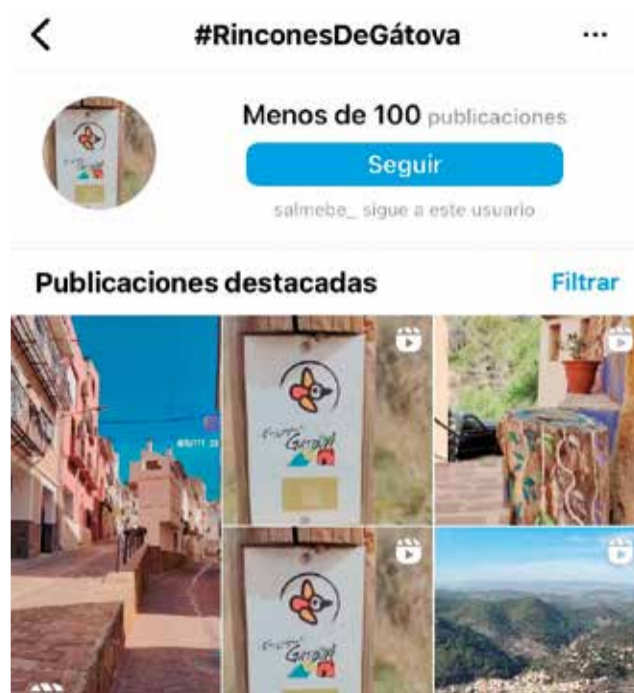 #RinconesDeGátova
Menos de 100 publicaciones
Seguir
salmebe_ sigue a este usuario
Publicaciones destacadas
Filtrar